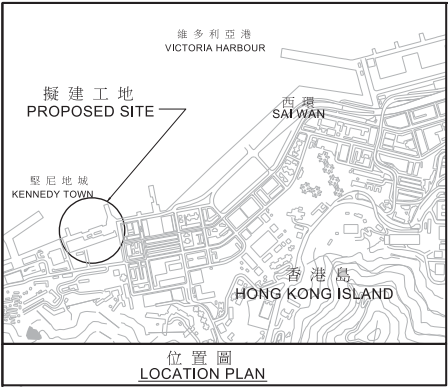 維多利亞港
VICTORIA HARBOUR
擬建工地
PROPOSED SITE
西環
SAI WAN
堅尼地城
KENNEDY TOWN
香港島
HONG KONG ISLAND
位置圖
LOCATION PLAN